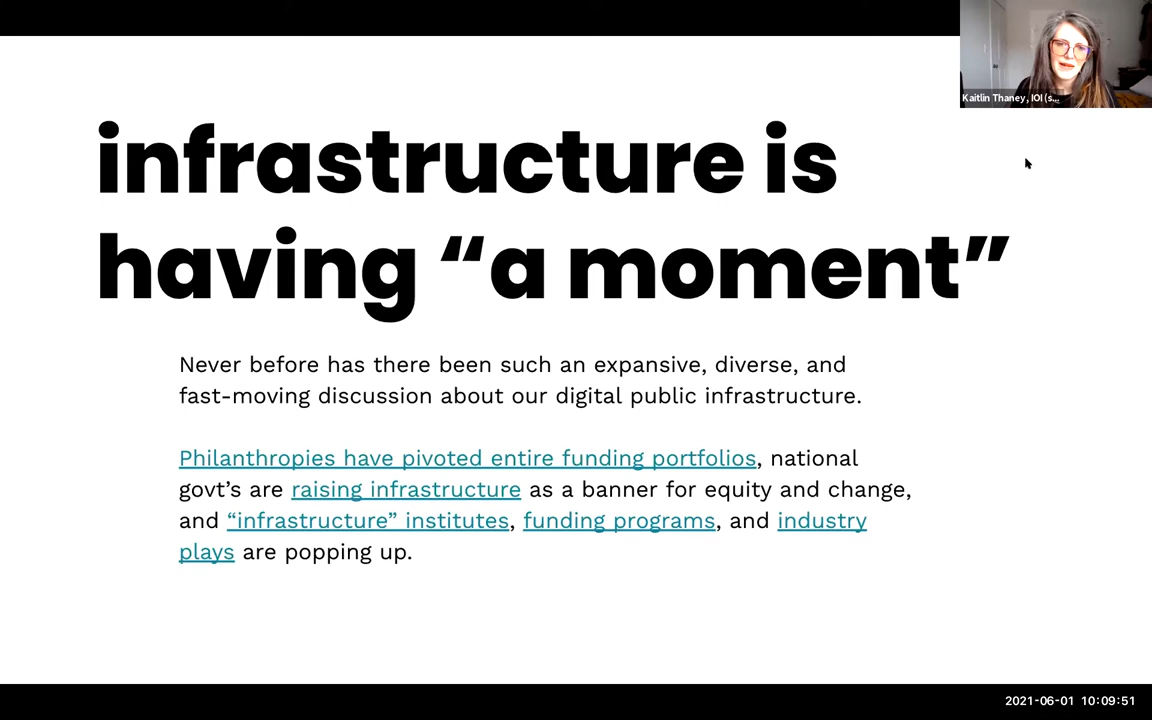 Kaitlin Thaney, IOI (s...
infrastructure is
having “a moment”
Never before has there been such an expansive, diverse, and
fast-moving discussion about our digital public infrastructure.
Philanthropies have pivoted entire funding portfolios, national
govt’s are raising infrastructure as a banner for equity and change,
and “infrastructure” institutes, funding programs, and industry
plays are popping up.
2021-06-01 10:09:51